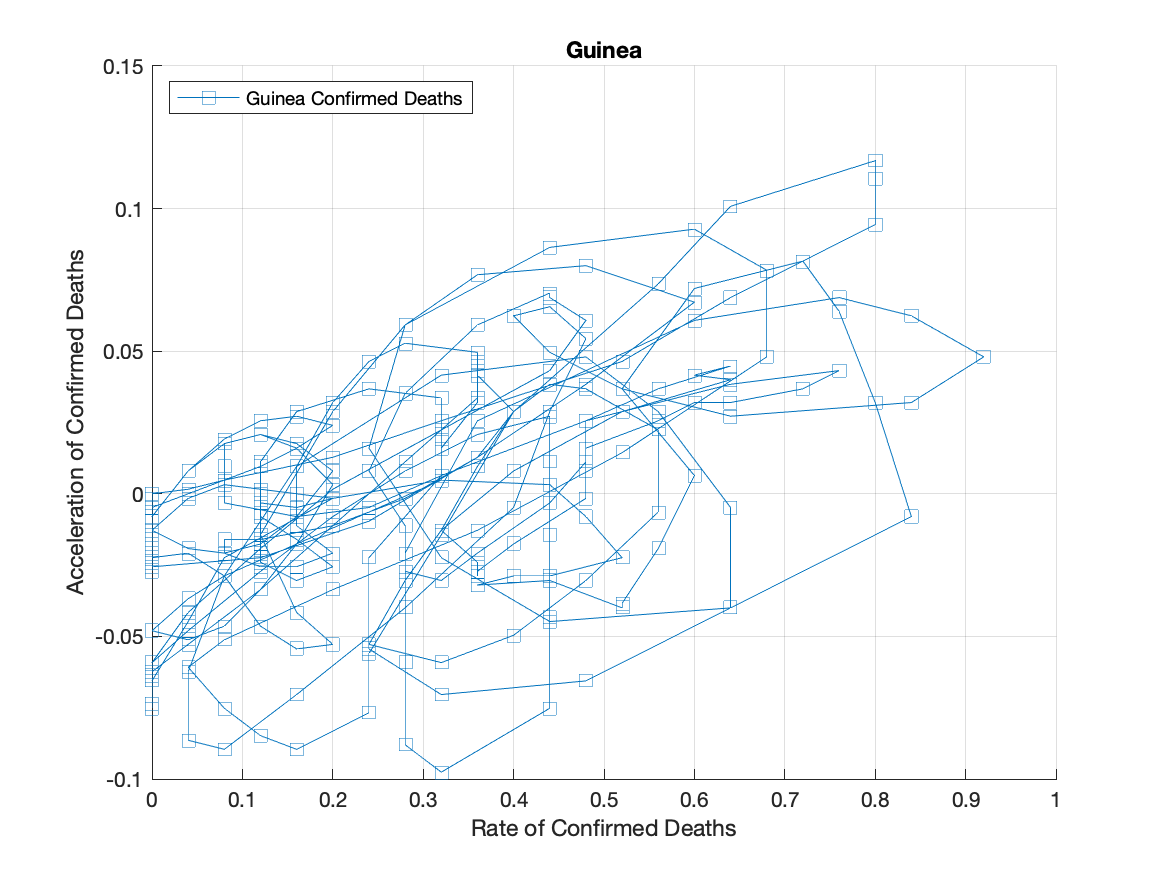 Guinea
0.15
Guinea Confirmed Deaths
0.1
0.05
0
-0.05
-0.1
0 0.1 0.2 0.3 0.4 0.5 0.6 0.7 0.8 0.9 1
Rate of Confirmed Deaths
Acceleration of Confirmed Deaths